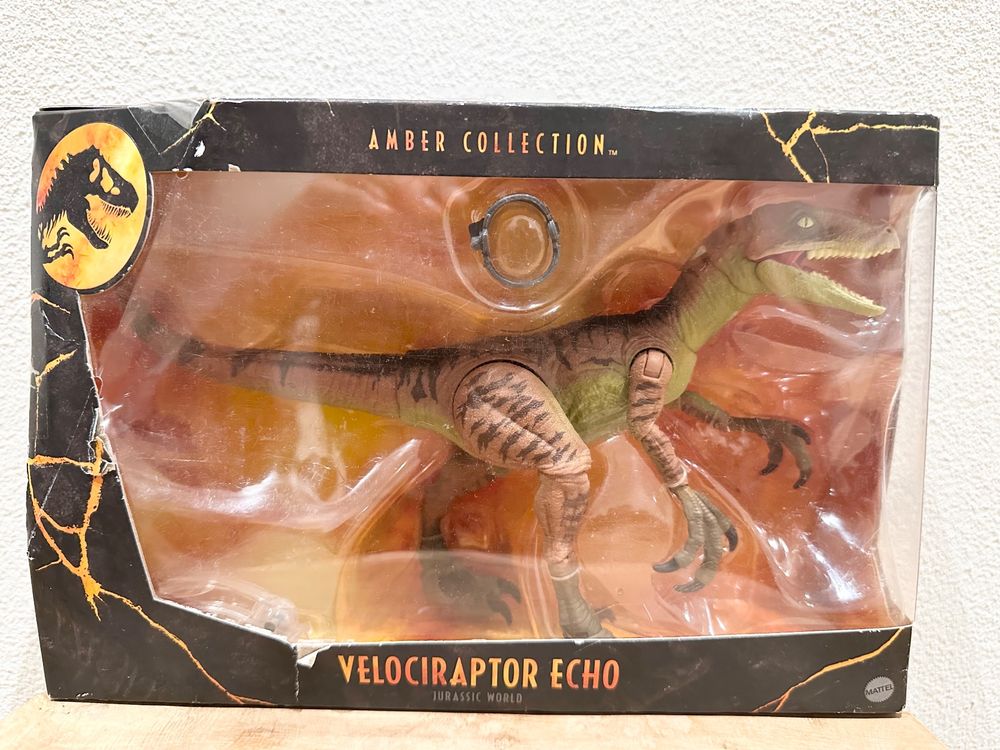 AMBER COLLECTION™
VELOCIRAPTOR ECHO
JURASSIC WORLD
MATTEL